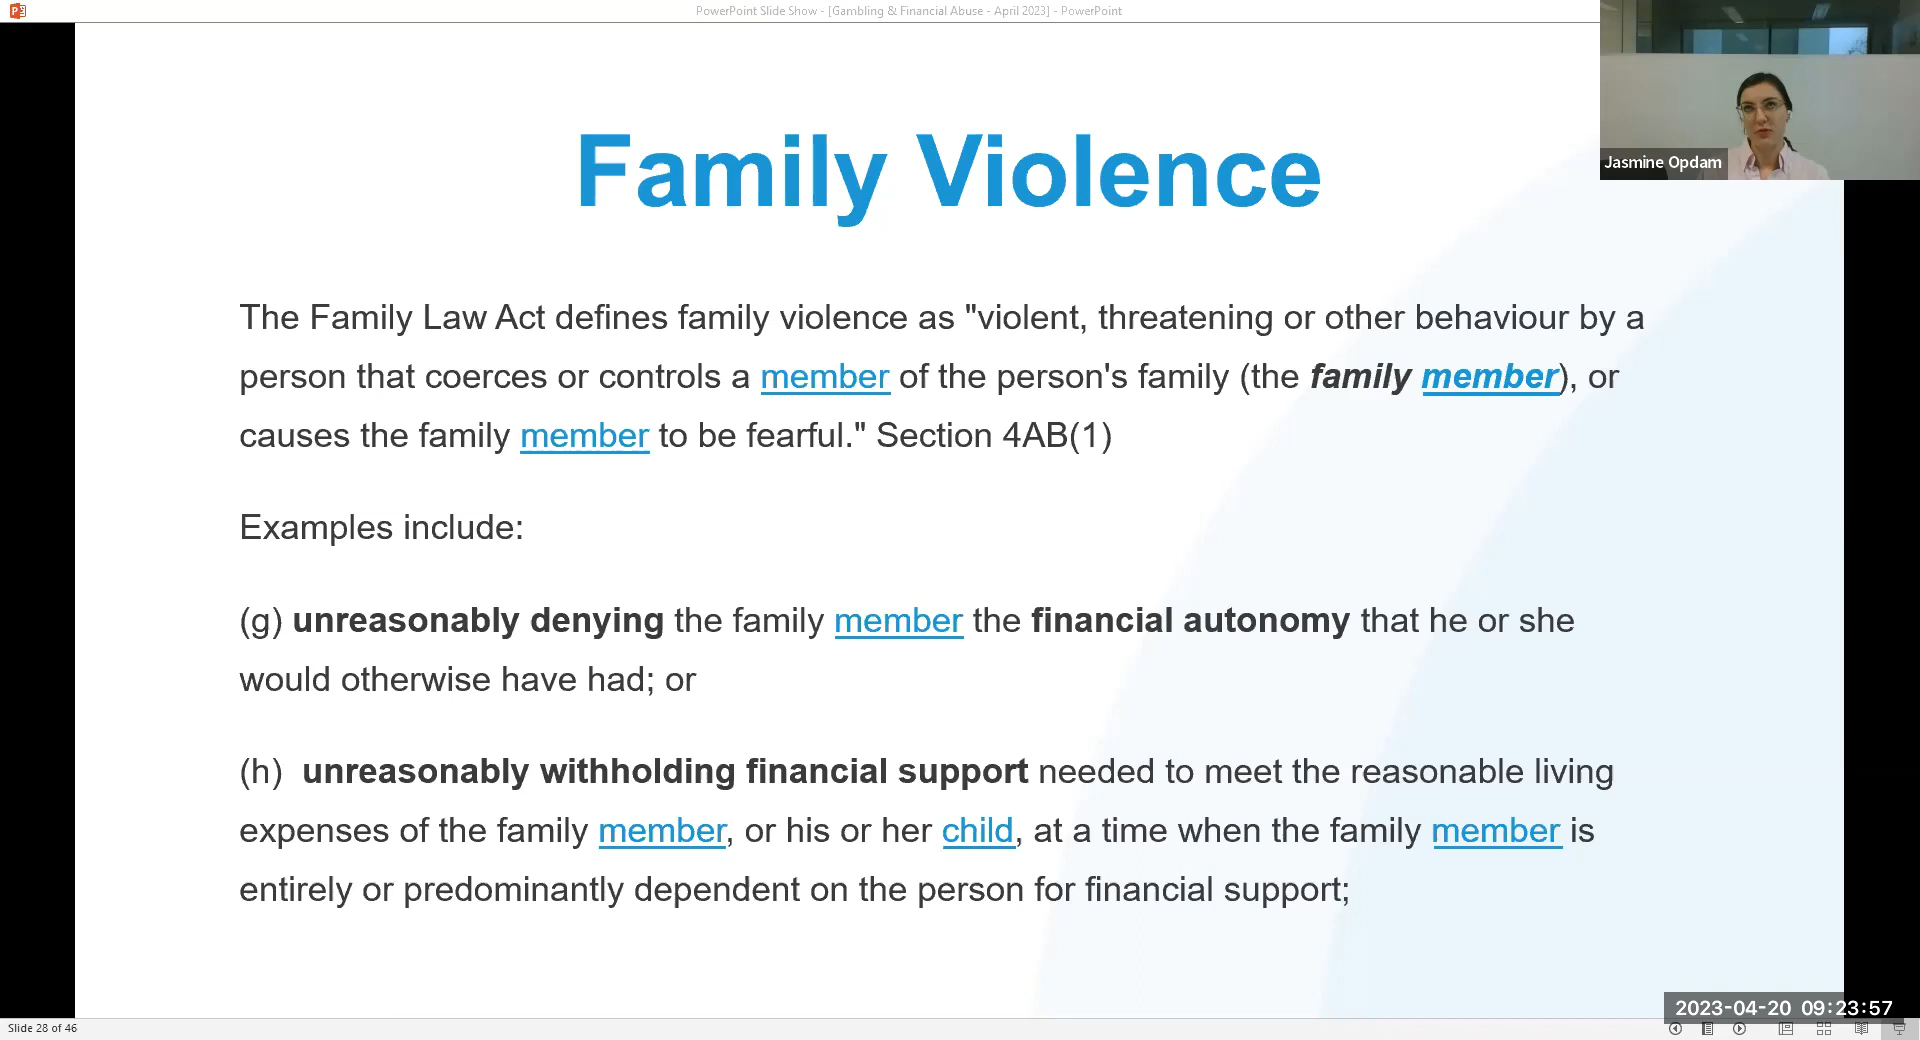 PowerPoint Slide Show - [Gambling & Financial Abuse - April 2023] - PowerPoint
Jasmine Opdam
Family Violence
The Family Law Act defines family violence as "violent, threatening or other behaviour by a
person that coerces or controls a member of the person's family (the family member), or
causes the family member to be fearful." Section 4AB(1)
Examples include:
(g) unreasonably denying the family member the financial autonomy that he or she
would otherwise have had; or
(h) unreasonably withholding financial support needed to meet the reasonable living
expenses of the family member, or his or her child, at a time when the family member is
entirely or predominantly dependent on the person for financial support;
2023-04-20 09:23:57
Slide 28 of 46